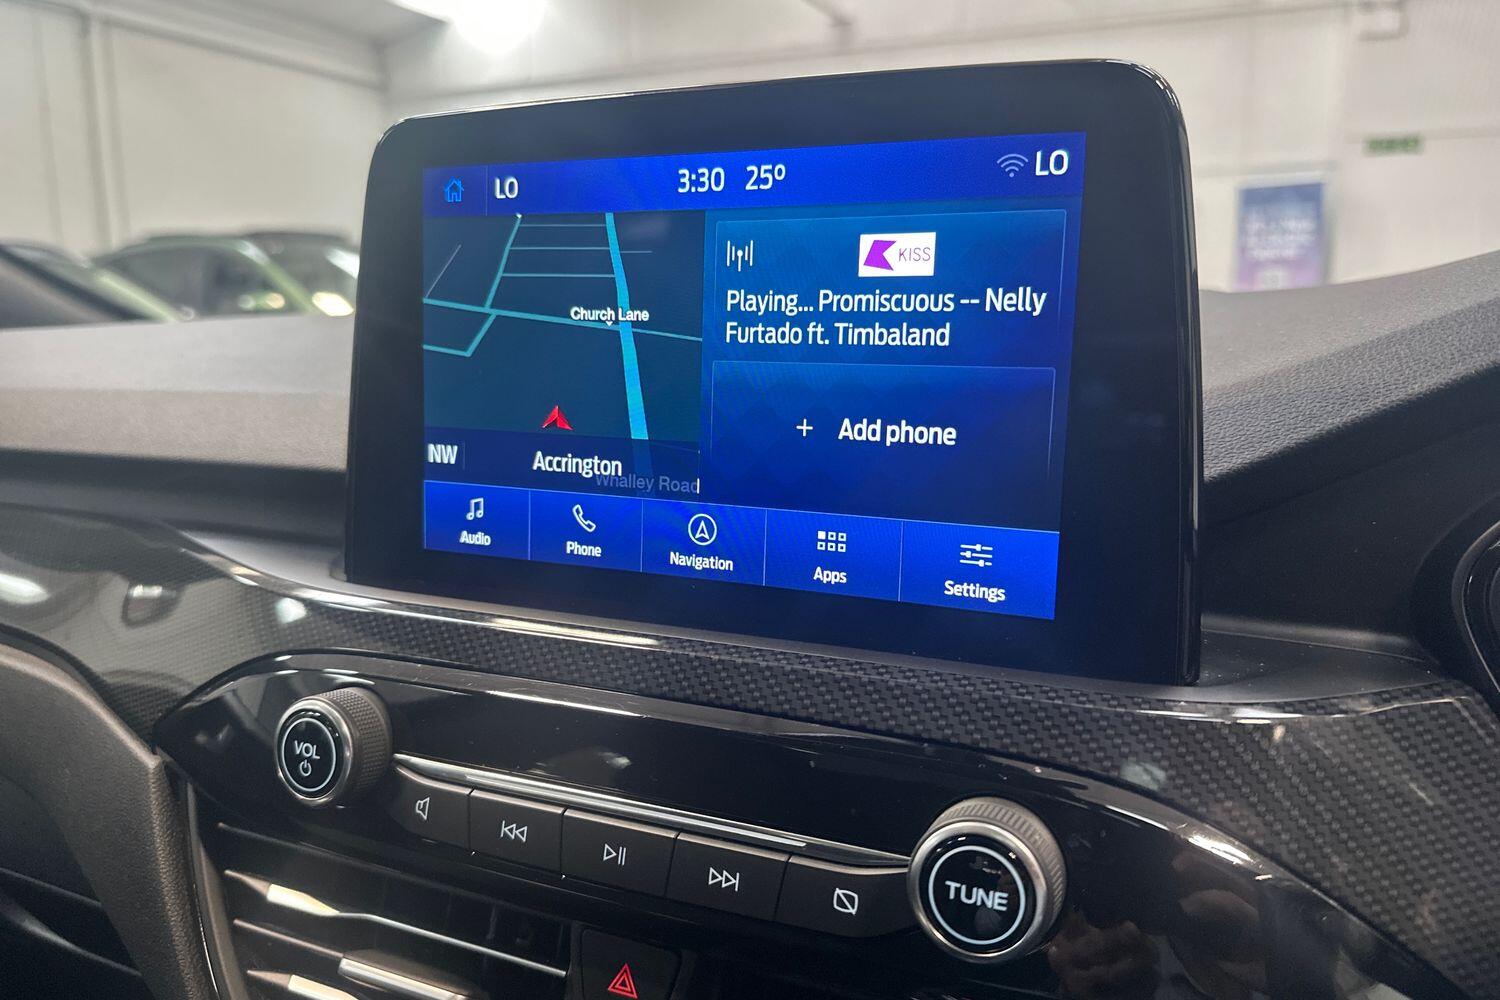 LO
3:30 25°
LO
KISS
Playing... Promiscuous -- Nelly
Furtado ft. Timbaland
Church Lane
+ Add phone
NW
Accrington
Whalley Road
Audio
Phone
Navigation
Apps
Settings
VOL
TUNE